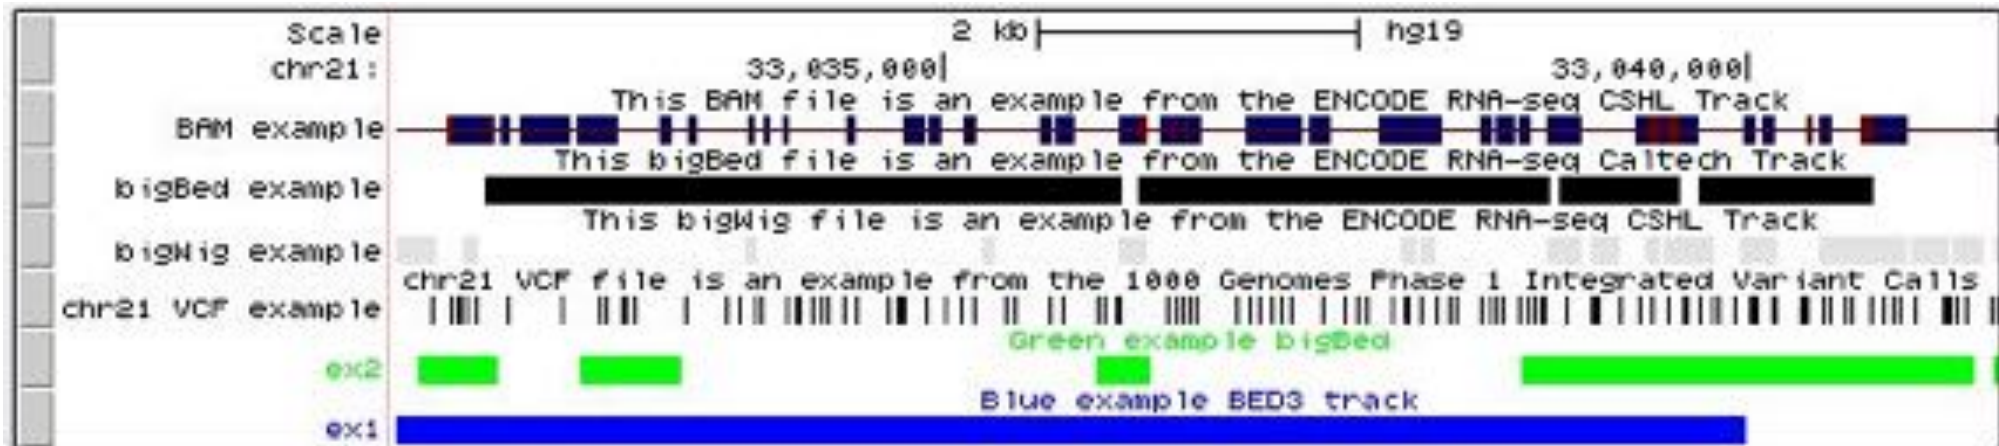 Scale 2 kb hg19
chr21: 33,035,000 33,040,000
This BAM file is an example from the ENCODE RNA-seq CSHL Track
BAM example
This bigBed file is an example from the ENCODE RNA-seq Caltech Track
bigBed example
This bigWig file is an example from the ENCODE RNA-seq CSHL Track
bigWig example
chr21 VCF file is an example from the 1000 Genomes Phase 1 Integrated Variant Calls
chr21 VCF example
Green example bigBed
ex2
Blue example BED3 track
ex1